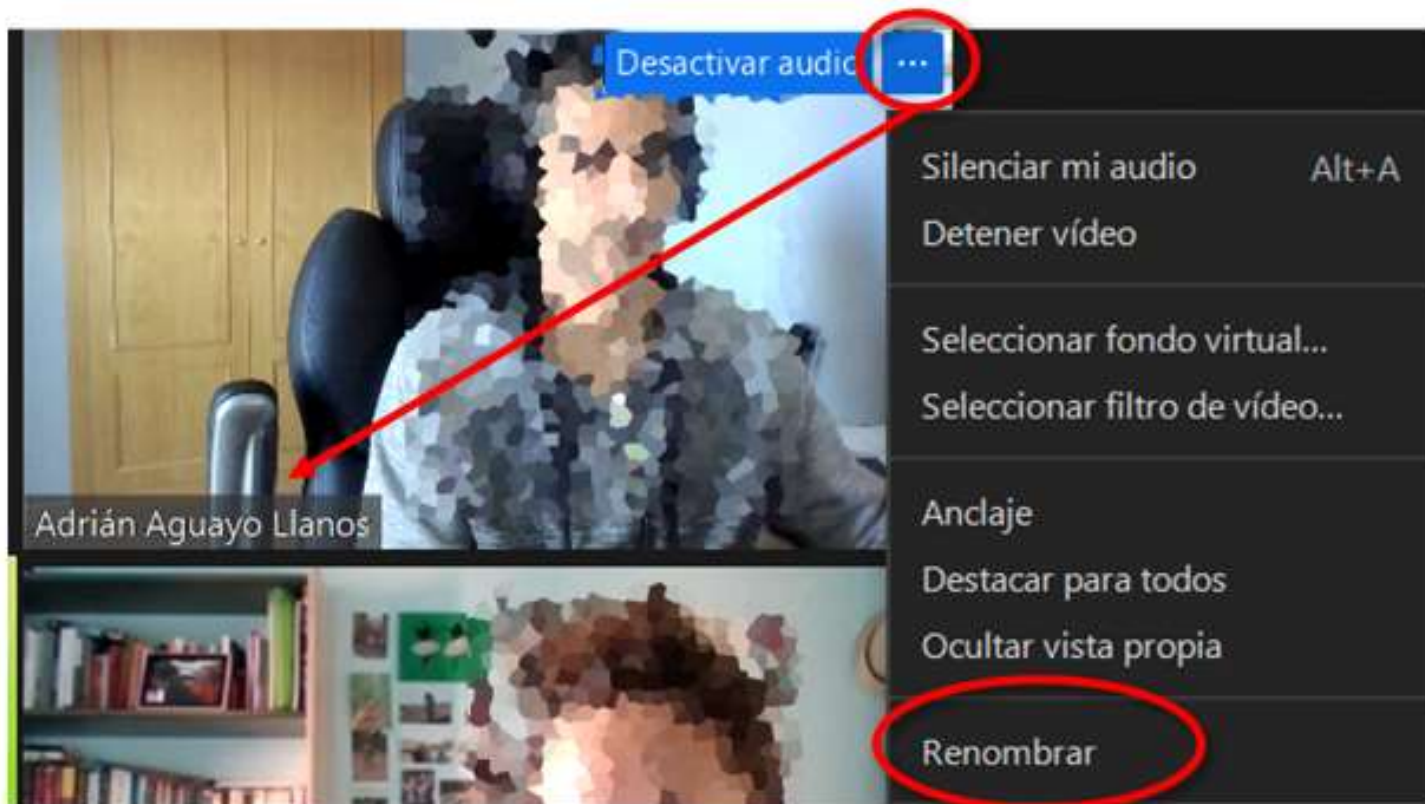 Desactivar audio ...
Silenciar mi audio Alt+A
Detener vídeo
Seleccionar fondo virtual...
Seleccionar filtro de vídeo...
Anclaje
Destacar para todos
Ocultar vista propia
Renombrar
Adrián Aguayo Llanos